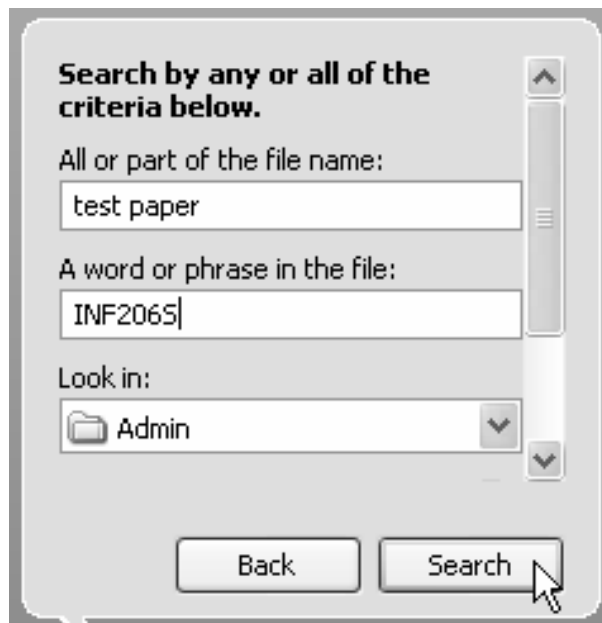 Search by any or all of the
criteria below.
All or part of the file name:
test paper
A word or phrase in the file:
INF206S
Look in:
Admin
Back
Search